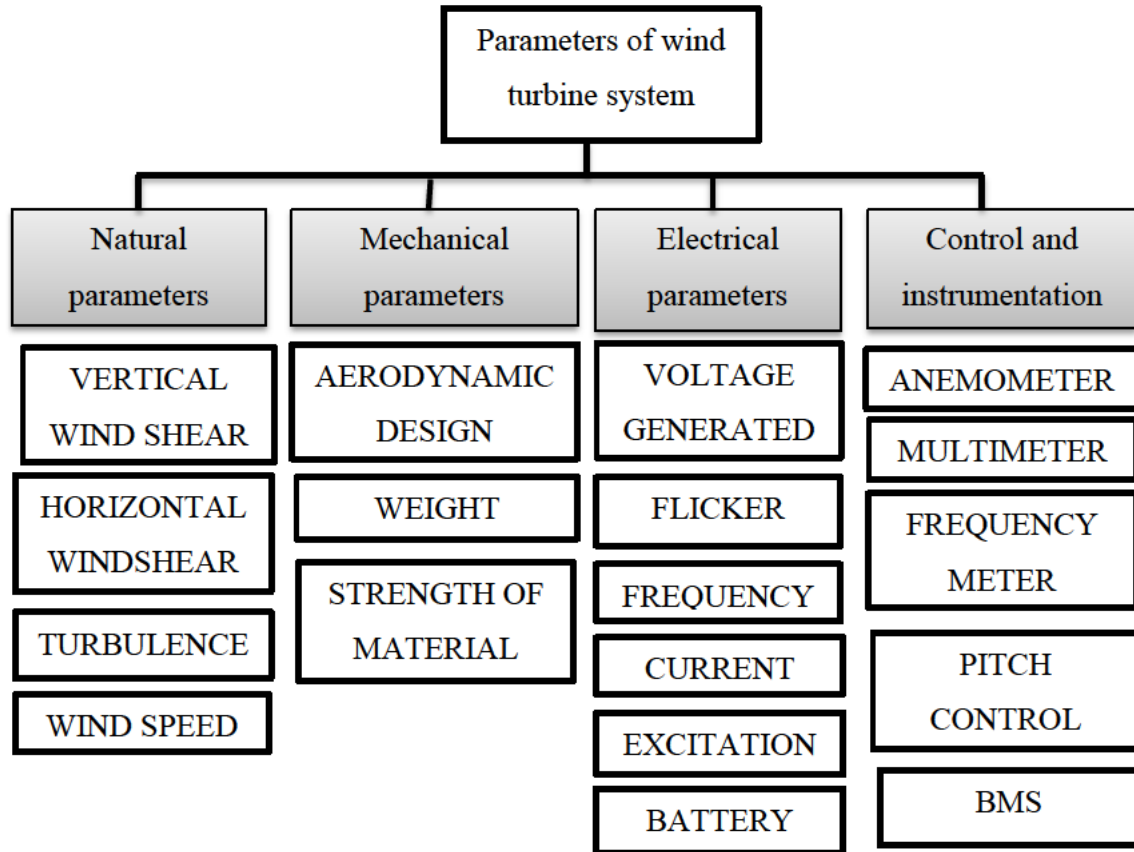 Parameters of wind
turbine system
Natural
parameters
Mechanical
parameters
Electrical
parameters
Control and
instrumentation
VERTICAL
WIND SHEAR
HORIZONTAL
WINDSHEAR
TURBULENCE
WIND SPEED
AERODYNAMIC
DESIGN
WEIGHT
STRENGTH OF
MATERIAL
VOLTAGE
GENERATED
FLICKER
FREQUENCY
CURRENT
EXCITATION
BATTERY
ANEMOMETER
MULTIMETER
FREQUENCY
METER
PITCH
CONTROL
BMS